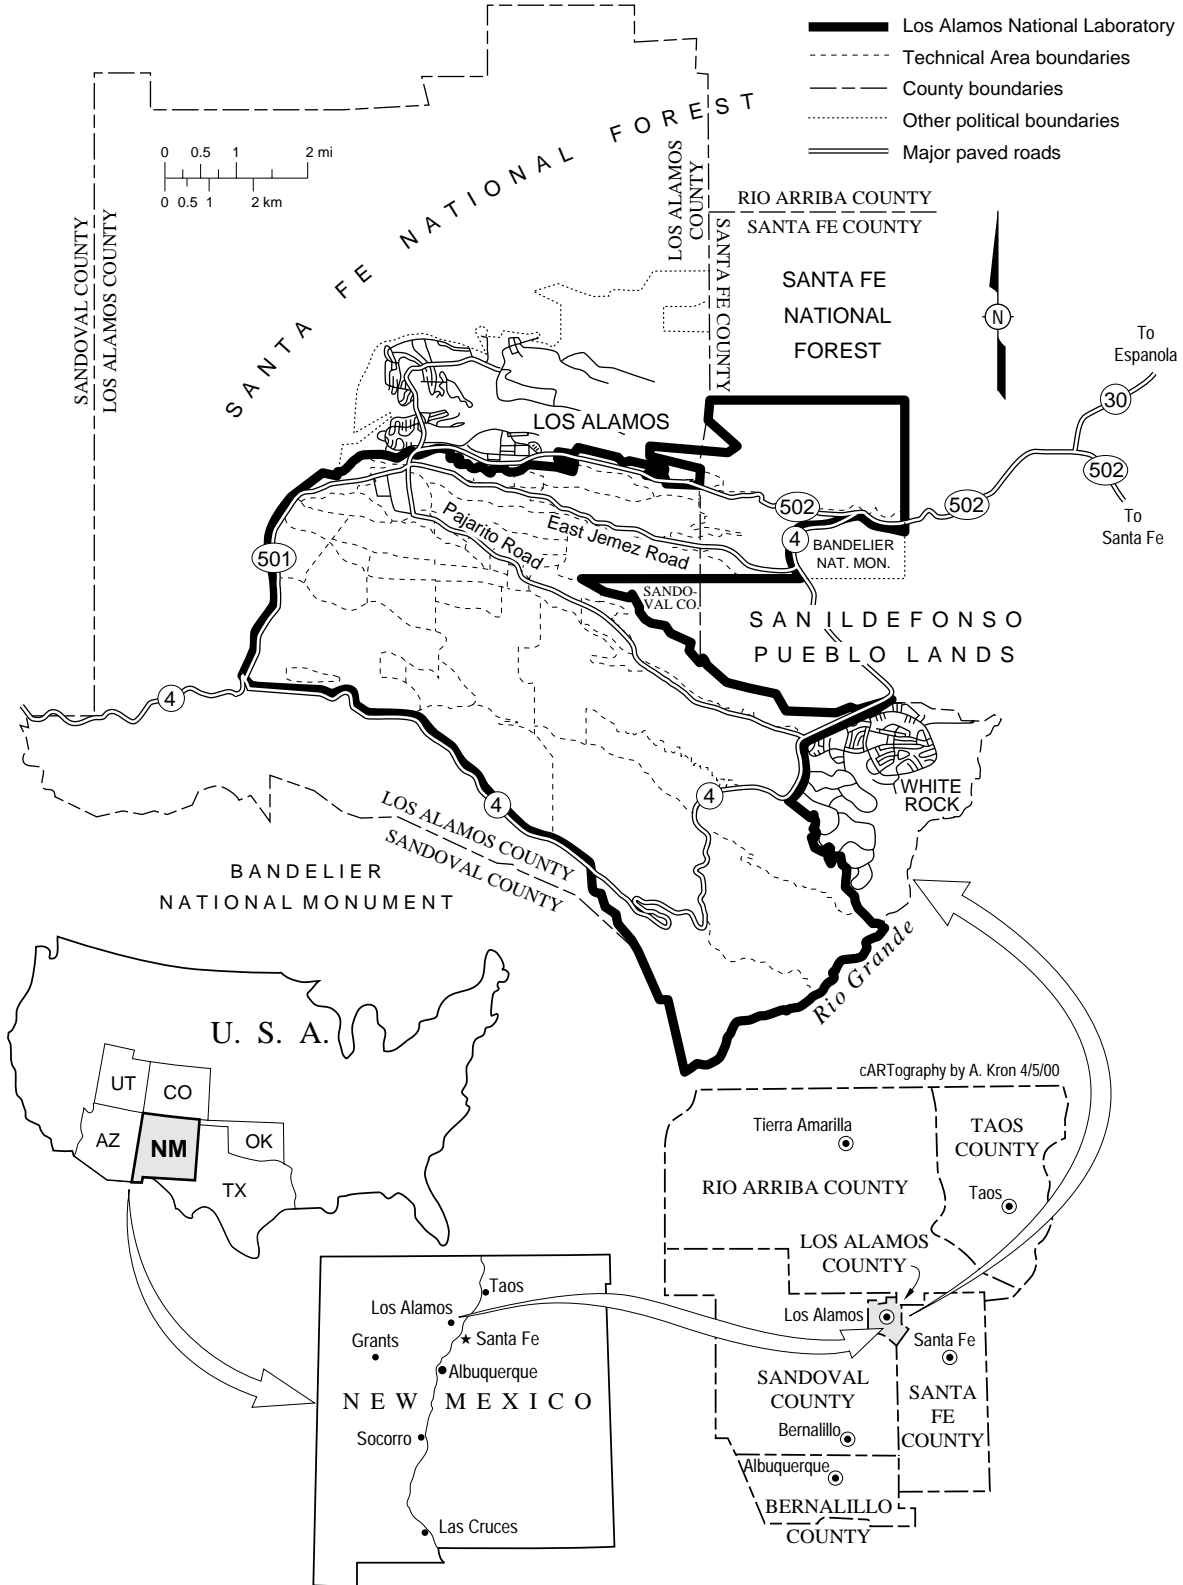 Los Alamos National Laboratory
Technical Area boundaries
County boundaries
Other political boundaries
Major paved roads
0 0.5 1 2 mi
0 0.5 1 2 km
SANTA FE NATIONAL FOREST
SANDOVAL COUNTY
LOS ALAMOS COUNTY
LOS ALAMOS
COUNTY
SANTA FE COUNTY
RIO ARRIBA COUNTY
SANTA FE COUNTY
SANTA FE
NATIONAL
FOREST
N
To
Espanola
30
502
To
Santa Fe
502
502
LOS ALAMOS
4
BANDELIER
NAT. MON.
Pajarito Road
East Jemez Road
501
SANDO-
VAL CO.
SAN ILDEFONSO
PUEBLO LANDS
4
4
4
WHITE
ROCK
LOS ALAMOS COUNTY
SANDOVAL COUNTY
BANDELIER
NATIONAL MONUMENT
Rio Grande
U. S. A.
UT
CO
AZ
NM
OK
TX
cARTography by A. Kron 4/5/00
Tierra Amarilla
TAOS
COUNTY
RIO ARRIBA COUNTY
Taos
LOS ALAMOS
COUNTY
Los Alamos
Santa Fe
SANDOVAL
COUNTY
SANTA
FE
COUNTY
Bernalillo
Albuquerque
BERNALILLO
COUNTY
Taos
Los Alamos
Grants
Santa Fe
Albuquerque
NEW MEXICO
Socorro
Las Cruces